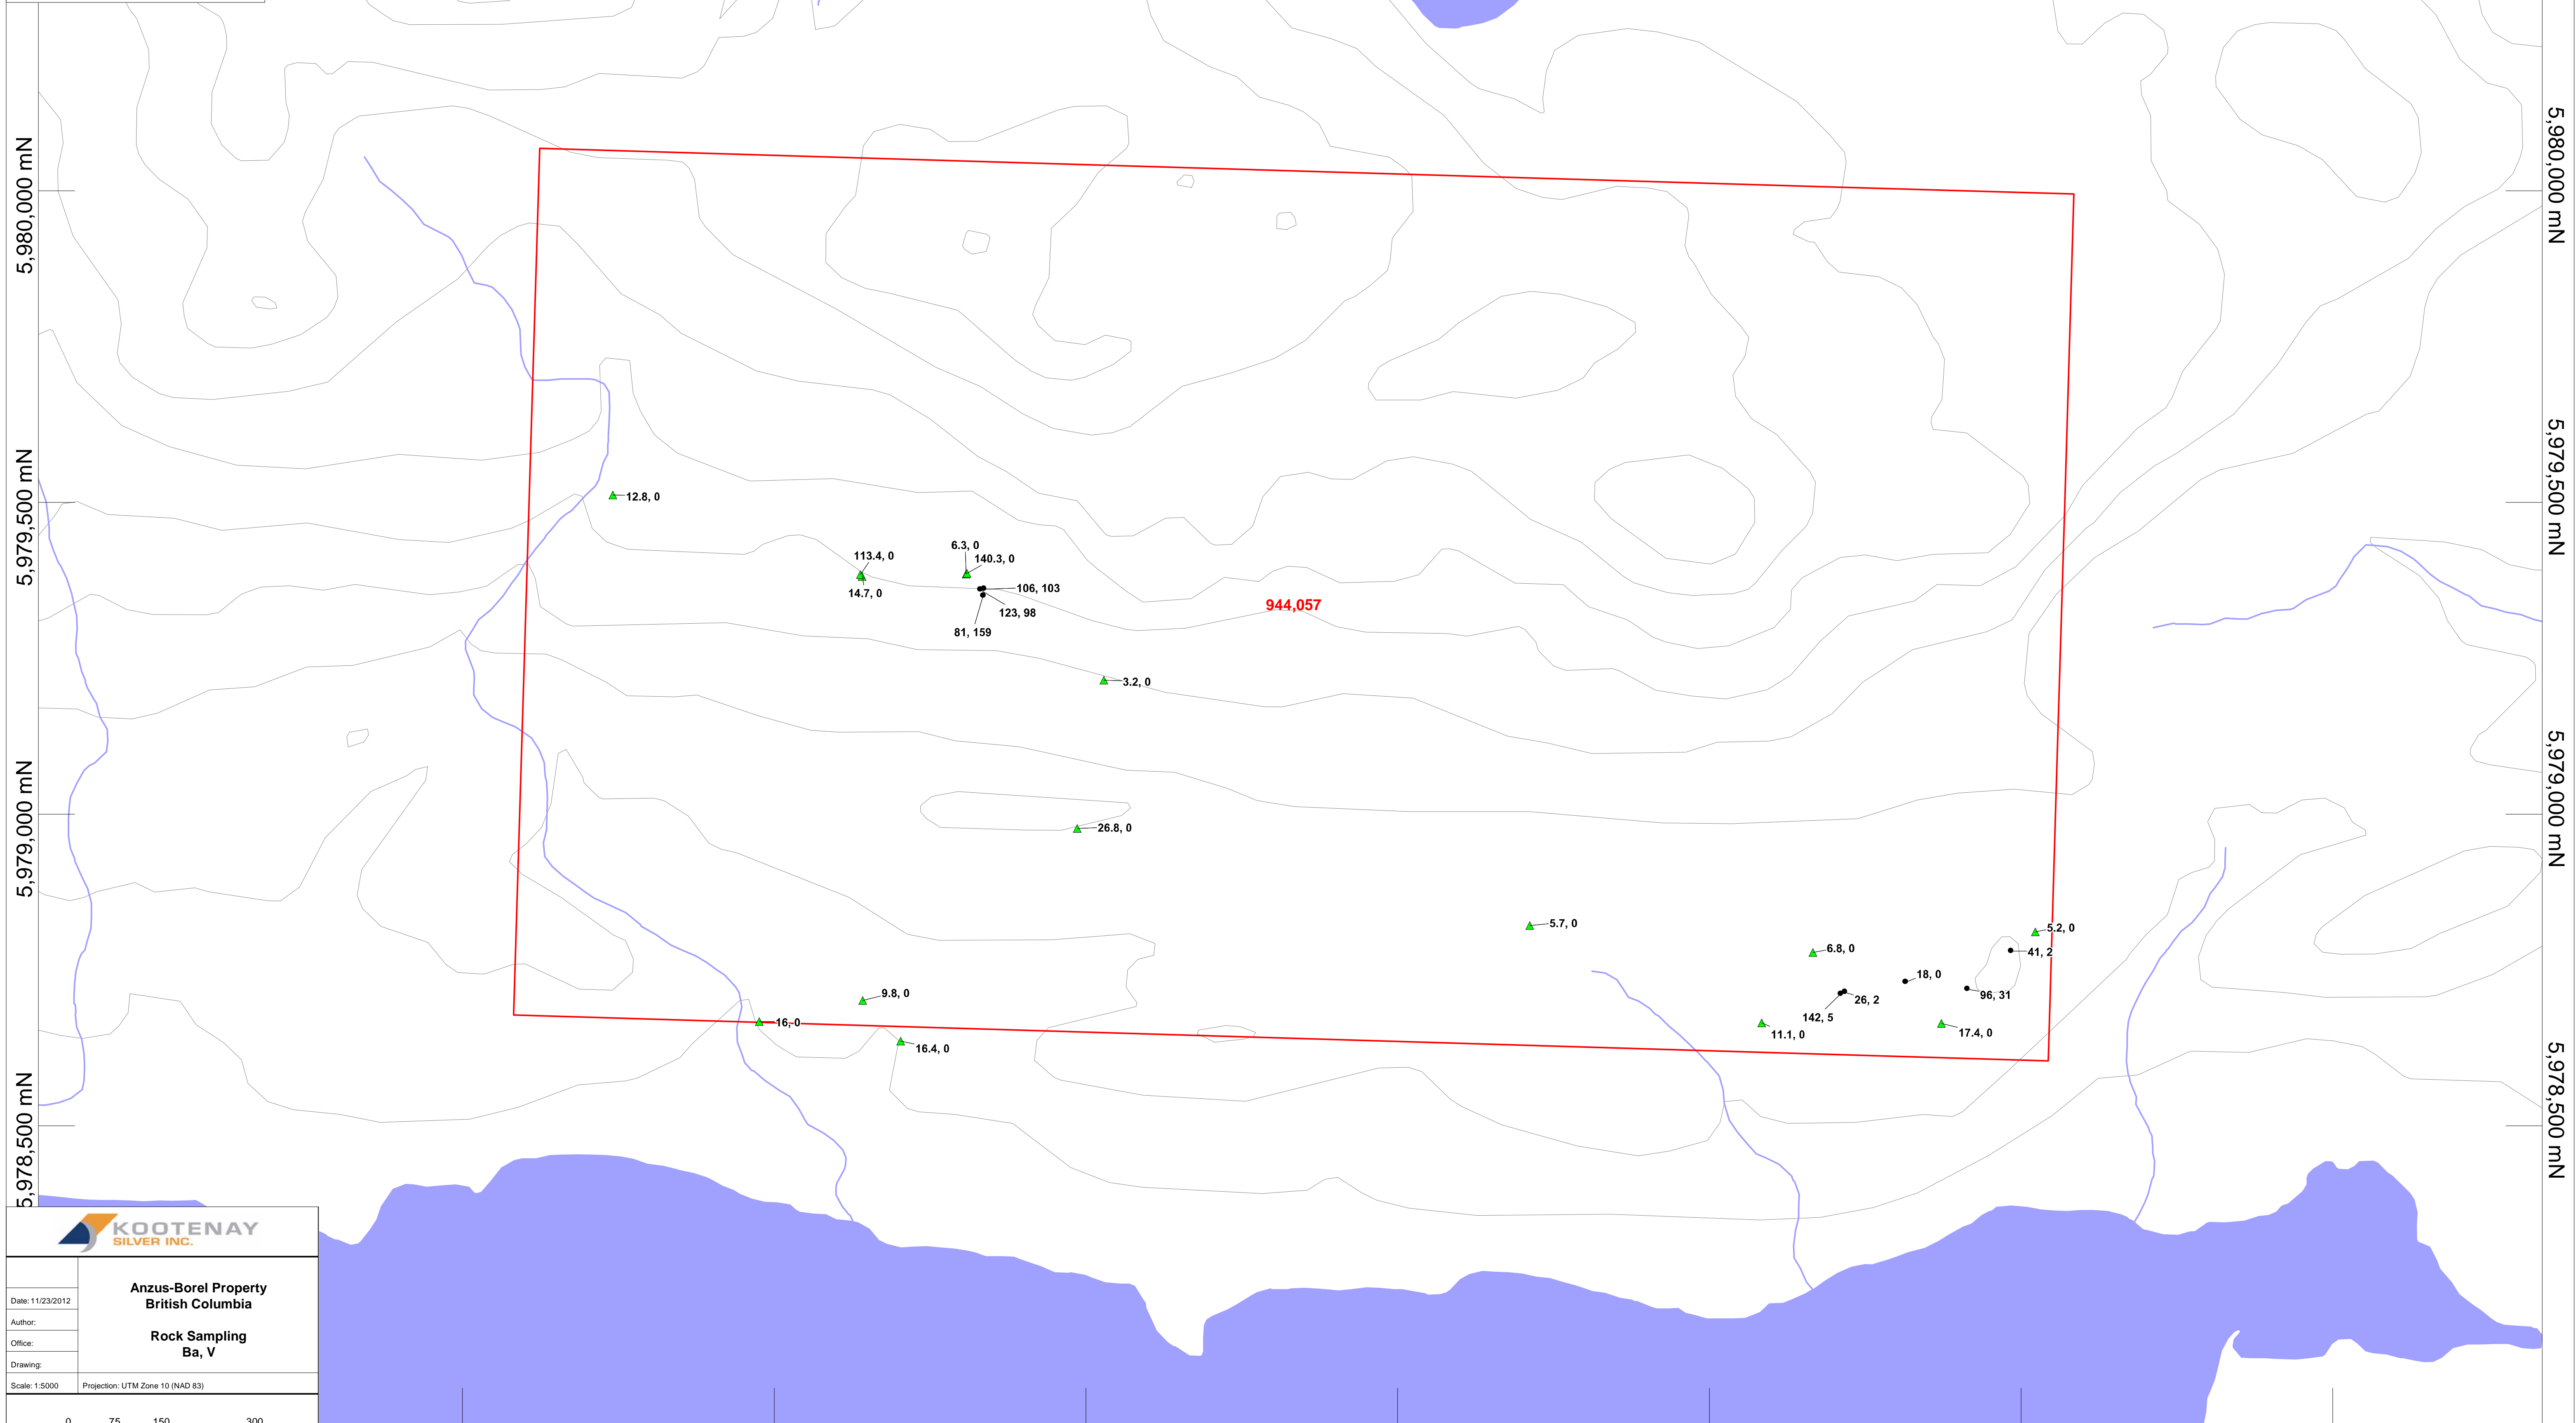 5,980,000 mN
5,980,000 mN
5,979,500 mN
5,979,500 mN
12.8, 0
6.3, 0
113.4, 0
140.3, 0
106, 103
14.7, 0
944,057
123, 98
81, 159
3.2, 0
5,979,000 mN
5,979,000 mN
26.8, 0
5.7, 0
5.2, 0
6.8, 0
41, 2
18, 0
9.8, 0
96, 31
26, 2
142, 5
16, 0
11.1, 0
17.4, 0
16.4, 0
5,978,500 mN
5,978,500 mN
KOOTENAY
SILVER INC.
Anzus-Borel Property
British Columbia
Date: 11/23/2012
Author:
Rock Sampling
Office:
Ba, V
Drawing:
Scale: 1:5000
Projection: UTM Zone 10 (NAD 83)
0 75 150 300